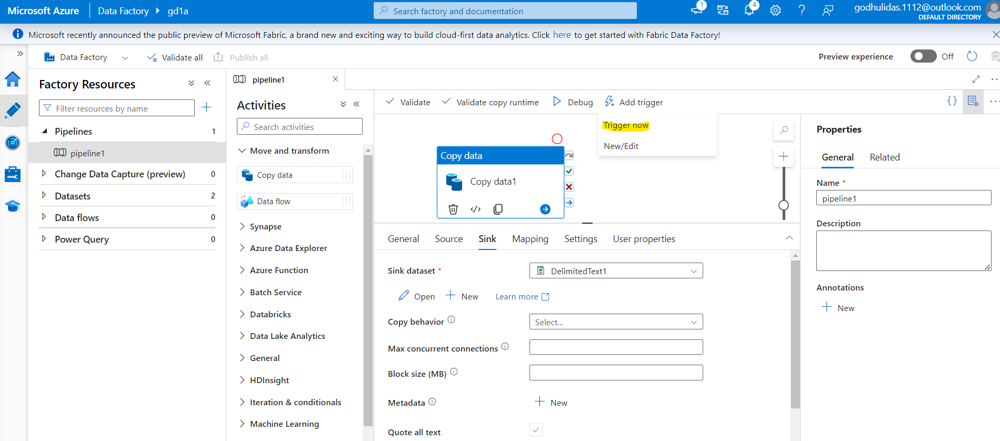 Microsoft Azure
Data Factory
gd1a
Search factory and documentation
1
4
godhulidas.1112@outlook.com
DEFAULT DIRECTORY
Microsoft recently announced the public preview of Microsoft Fabric, a brand new and exciting way to build cloud-first data analytics. Click here to get started with Fabric Data Factory!
Data Factory
Validate all
Publish all
Preview experience
Off
Factory Resources
Filter resources by name
Pipelines 1
pipeline1
Change Data Capture (preview) 0
Datasets 2
Data flows 0
Power Query 0
pipeline1
Activities
Search activities
Move and transform
Copy data
Data flow
Synapse
Azure Data Explorer
Azure Function
Batch Service
Databricks
Data Lake Analytics
General
HDInsight
Iteration & conditionals
Machine Learning
Validate
Validate copy runtime
Debug
Add trigger
Trigger now
New/Edit
Copy data
Copy data1
General
Source
Sink
Mapping
Settings
User properties
Sink dataset *
DelimitedText1
Open
New
Learn more
Copy behavior
Select...
Max concurrent connections
Block size (MB)
Metadata
New
Quote all text
Properties
General
Related
Name *
pipeline1
Description
Annotations
New